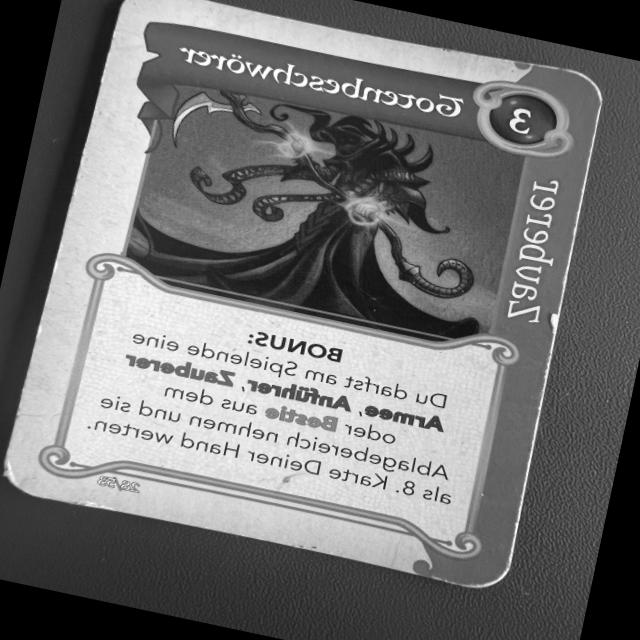 Totenbeschwörer
3
Zauberer
BONUS:
Du darfst am Spielende eine
Armee, Anführer, Zauberer
oder Bestie aus dem
Ablagebereich nehmen und sie
als 8. Karte Deiner Hand werten.